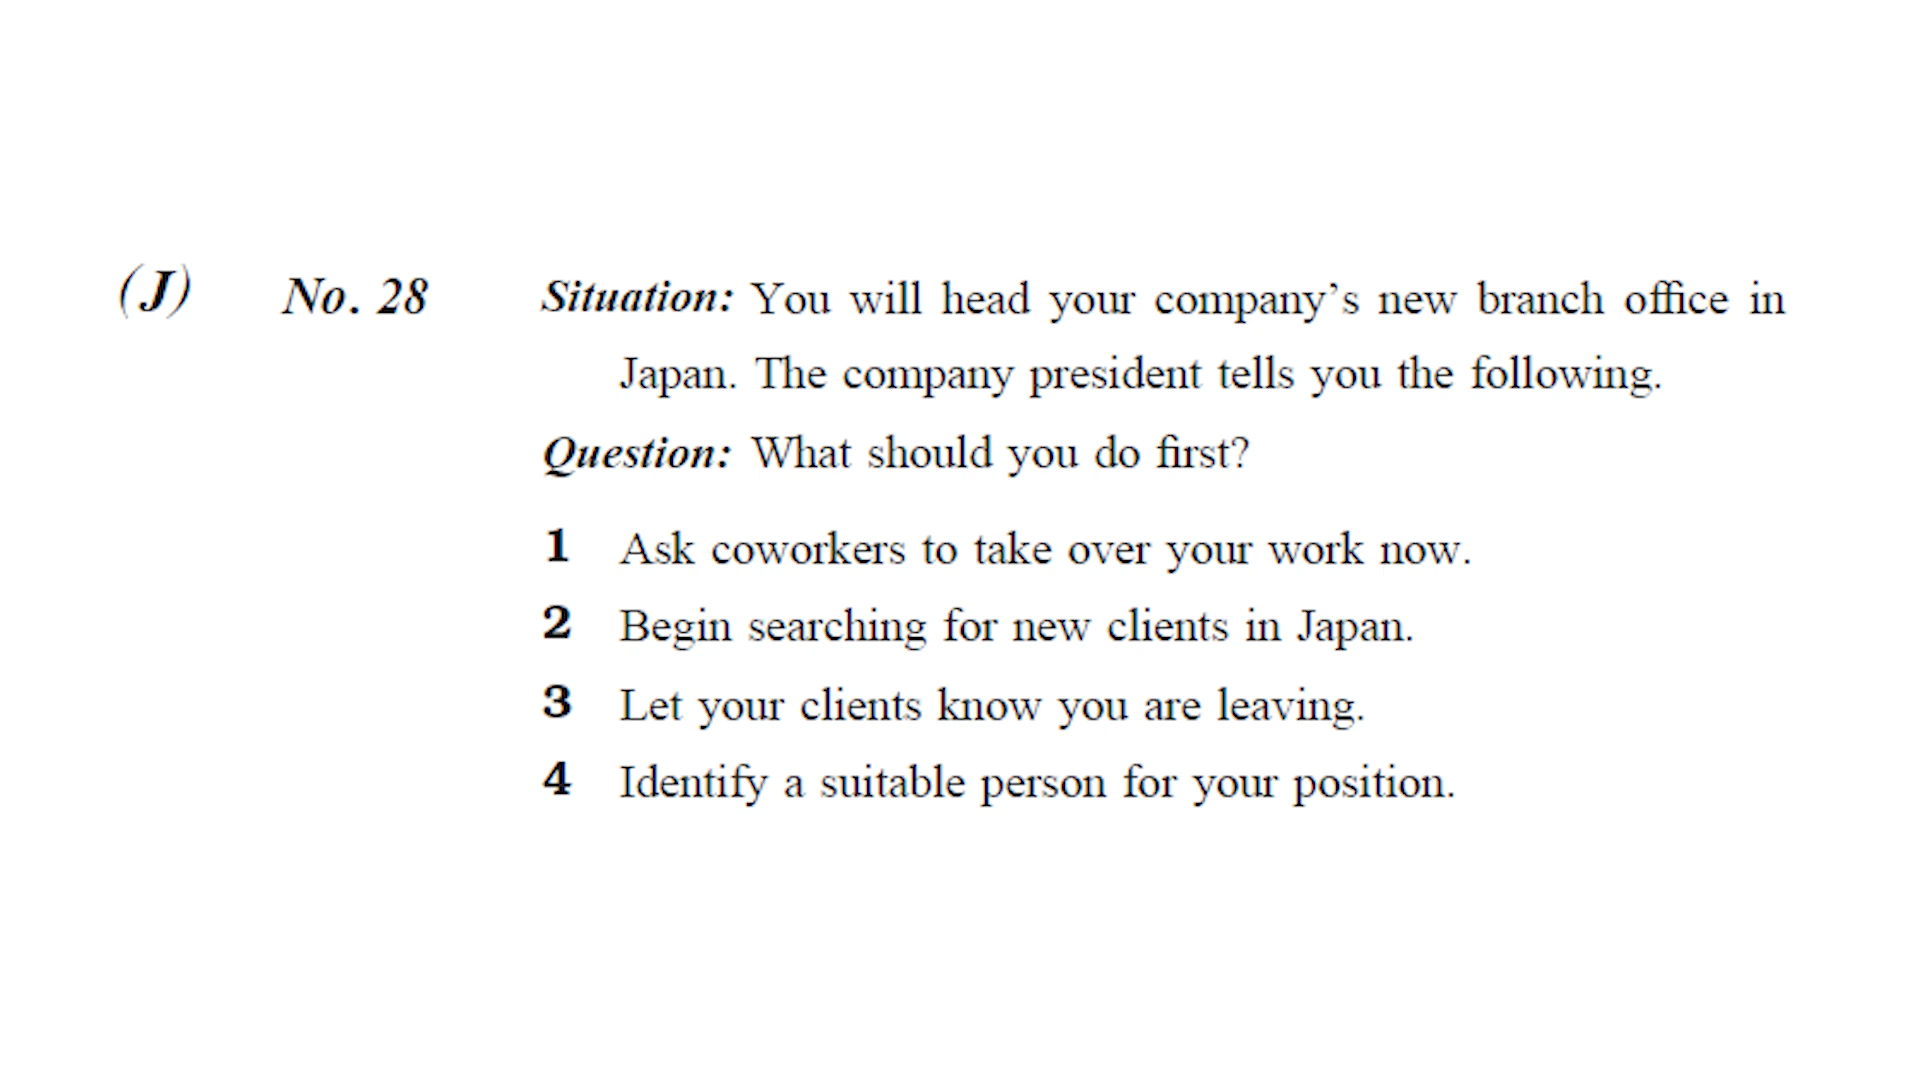 (J) No. 28 Situation: You will head your company's new branch office in
Japan. The company president tells you the following.
Question: What should you do first?
1 Ask coworkers to take over your work now.
2 Begin searching for new clients in Japan.
3 Let your clients know you are leaving.
4 Identify a suitable person for your position.